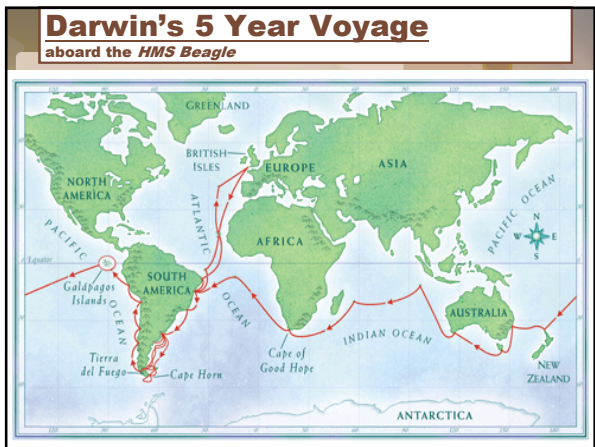 Darwin's 5 Year Voyage
aboard the HMS Beagle
GREENLAND
BRITISH
ISLES
EUROPE
ASIA
NORTH
AMERICA
ATLANTIC
OCEAN
PACIFIC
OCEAN
PACIFIC OCEAN
N
W
E
S
AFRICA
Equator
Galápagos
Islands
SOUTH
AMERICA
AUSTRALIA
INDIAN OCEAN
Cape of
Good Hope
Tierra
del Fuego
Cape Horn
NEW
ZEALAND
ANTARCTICA